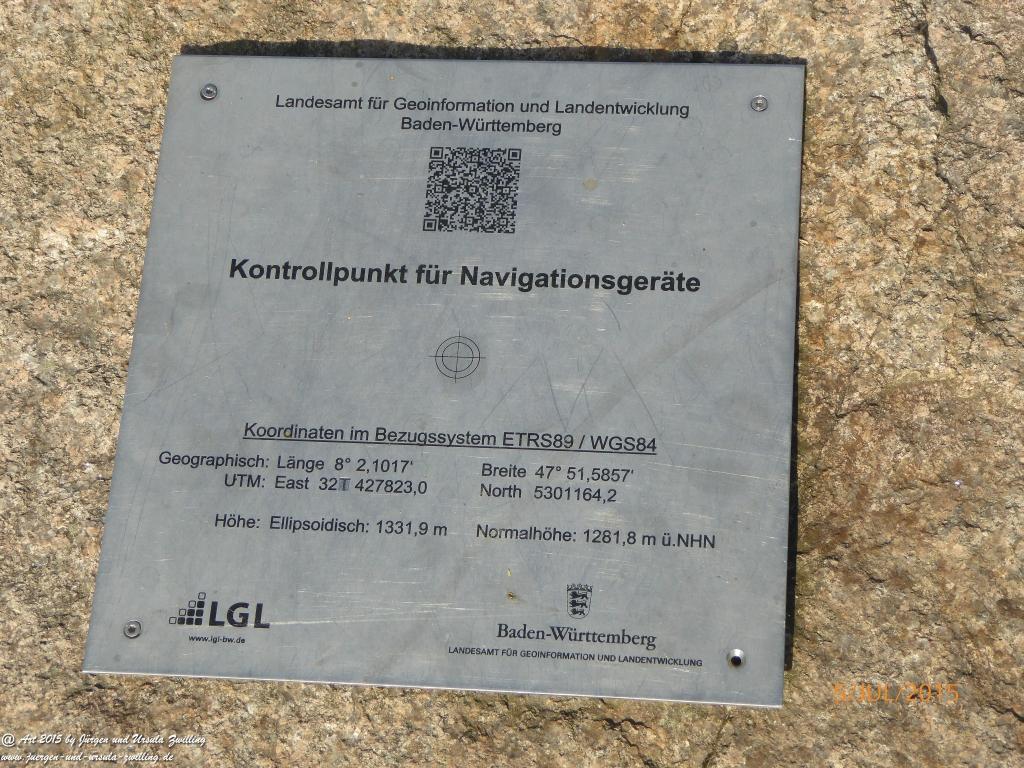 Landesamt für Geoinformation und Landentwicklung
Baden-Württemberg
Kontrollpunkt für Navigationsgeräte
Koordinaten im Bezugssystem ETRS89 / WGS84
Geographisch: Länge 8° 2,1017' Breite 47° 51,5857'
UTM: East 32T 427823,0 North 5301164,2
Höhe: Ellipsoidisch: 1331,9 m Normalhöhe: 1281,8 m ü.NHN
LGL
www.lgl-bw.de
Baden-Württemberg
LANDESAMT FÜR GEOINFORMATION UND LANDENTWICKLUNG
5/JUL/2015
@ Art 2015 by Jürgen und Ursula Zwilling
www.juergen-und-ursula-zwilling.de